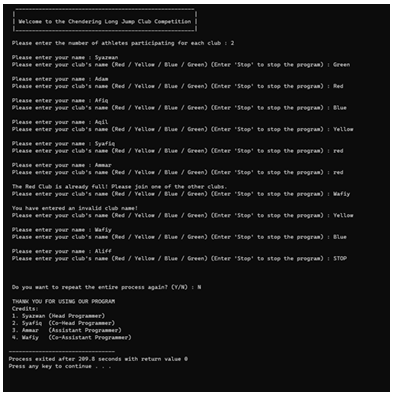 | Welcome to the Chendering Long Jump Club Competition |
Please enter the number of athletes participating for each club : 2
Please enter your name : Syazwan
Please enter your club's name (Red / Yellow / Blue / Green) (Enter 'Stop' to stop the program) : Green
Please enter your name : Adam
Please enter your club's name (Red / Yellow / Blue / Green) (Enter 'Stop' to stop the program) : Red
Please enter your name : Afiq
Please enter your club's name (Red / Yellow / Blue / Green) (Enter 'Stop' to stop the program) : Blue
Please enter your name : Aqil
Please enter your club's name (Red / Yellow / Blue / Green) (Enter 'Stop' to stop the program) : Yellow
Please enter your name : Syafiq
Please enter your club's name (Red / Yellow / Blue / Green) (Enter 'Stop' to stop the program) : red
Please enter your name : Ammar
Please enter your club's name (Red / Yellow / Blue / Green) (Enter 'Stop' to stop the program) : red
The Red Club is already full! Please join one of the other clubs.
Please enter your club's name (Red / Yellow / Blue / Green) (Enter 'Stop' to stop the program) : Wafiy
You have entered an invalid club name!
Please enter your club's name (Red / Yellow / Blue / Green) (Enter 'Stop' to stop the program) : Yellow
Please enter your name : Wafiy
Please enter your club's name (Red / Yellow / Blue / Green) (Enter 'Stop' to stop the program) : Blue
Please enter your name : Aliff
Please enter your club's name (Red / Yellow / Blue / Green) (Enter 'Stop' to stop the program) : STOP
Do you want to repeat the entire process again? (Y/N) : N
THANK YOU FOR USING OUR PROGRAM
Credits:
1. Syazwan (Head Programmer)
2. Syafiq (Co-Head Programmer)
3. Ammar (Assistant Programmer)
4. Wafiy (Co-Assistant Programmer)
--------------------------------
Process exited after 209.8 seconds with return value 0
Press any key to continue . . .